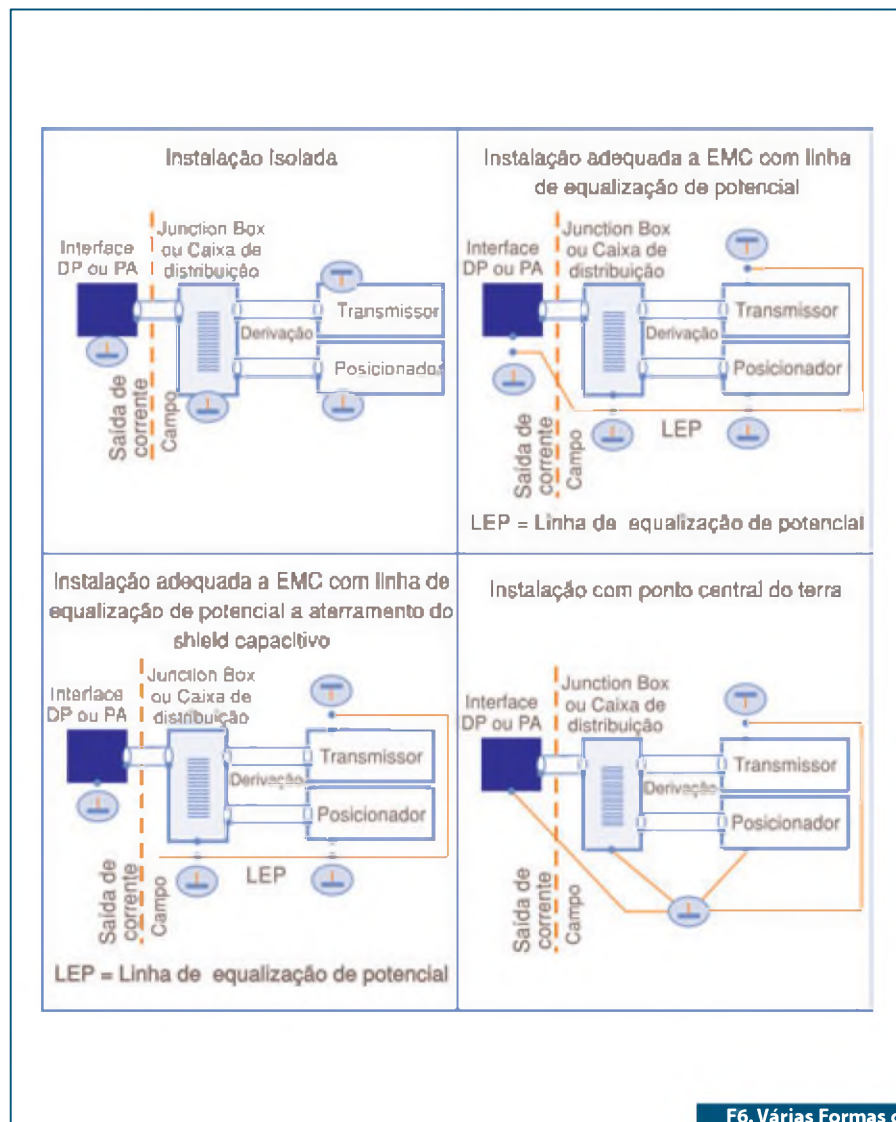 Instalação Isolada
Interface
DP ou PA
Junction Box
ou Caixa de
distribuição
Transmissor
Derivação
Posicionador
Saída de
corrente
Campo
Instalação adequada a EMC com linha
de equalização de potencial
Interface
DP ou PA
Junction Box
ou Caixa de
distribuição
Transmissor
Derivação
Posicionador
Saída de
corrente
Campo
LEP
LEP = Linha de equalização de potencial
Instalação adequada a EMC com linha de
equalização de potencial a aterramento do
shield capacitivo
Interface
DP ou PA
Junction Box
ou Caixa de
distribuição
Transmissor
Derivação
Posicionador
Saída de
corrente
Campo
LEP
LEP = Linha de equalização de potencial
Instalação com ponto central do terra
Interface
DP ou PA
Junction Box
ou Caixa de
distribuição
Transmissor
Derivação
Posicionador
Saída de
corrente
Campo
F6. Várias Formas